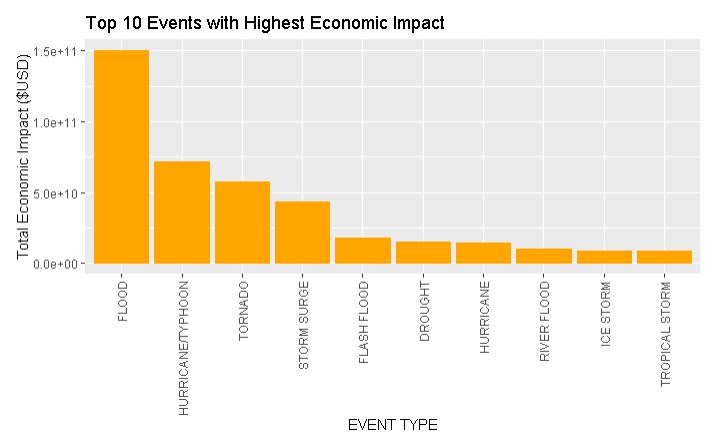 Top 10 Events with Highest Economic Impact
Total Economic Impact ($USD)
1.5e+11
1.0e+11
5.0e+10
0.0e+00
FLOOD
HURRICANE/TYPHOON
TORNADO
STORM SURGE
FLASH FLOOD
DROUGHT
HURRICANE
RIVER FLOOD
ICE STORM
TROPICAL STORM
EVENT TYPE